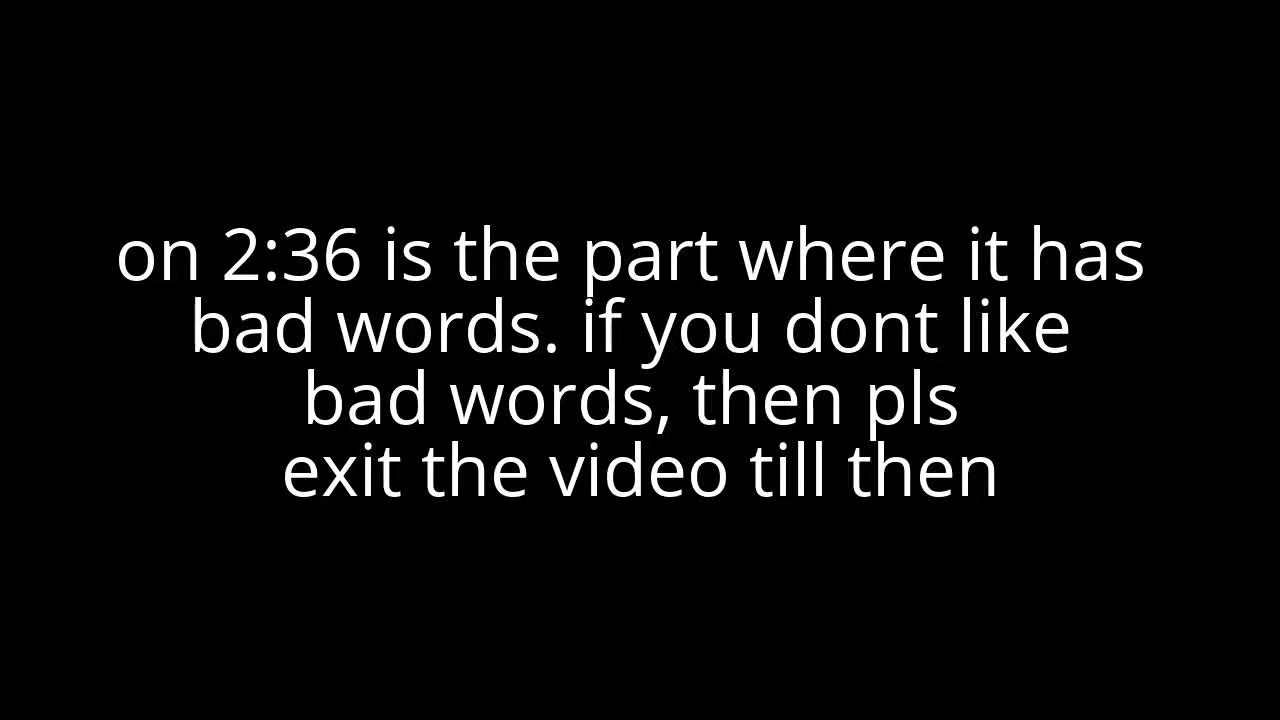 on 2:36 is the part where it has
bad words. if you dont like
bad words, then pls
exit the video till then